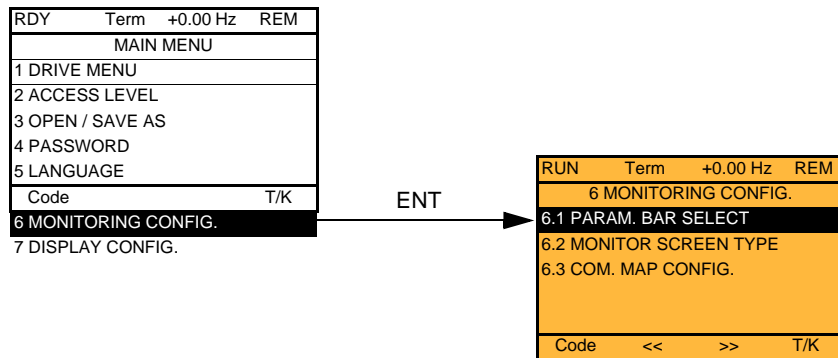 RDY Term +0.00 Hz REM
MAIN MENU
1 DRIVE MENU
2 ACCESS LEVEL
3 OPEN / SAVE AS
4 PASSWORD
5 LANGUAGE
Code T/K
6 MONITORING CONFIG.
7 DISPLAY CONFIG.
ENT
RUN Term +0.00 Hz REM
6 MONITORING CONFIG.
6.1 PARAM. BAR SELECT
6.2 MONITOR SCREEN TYPE
6.3 COM. MAP CONFIG.
Code << >> T/K